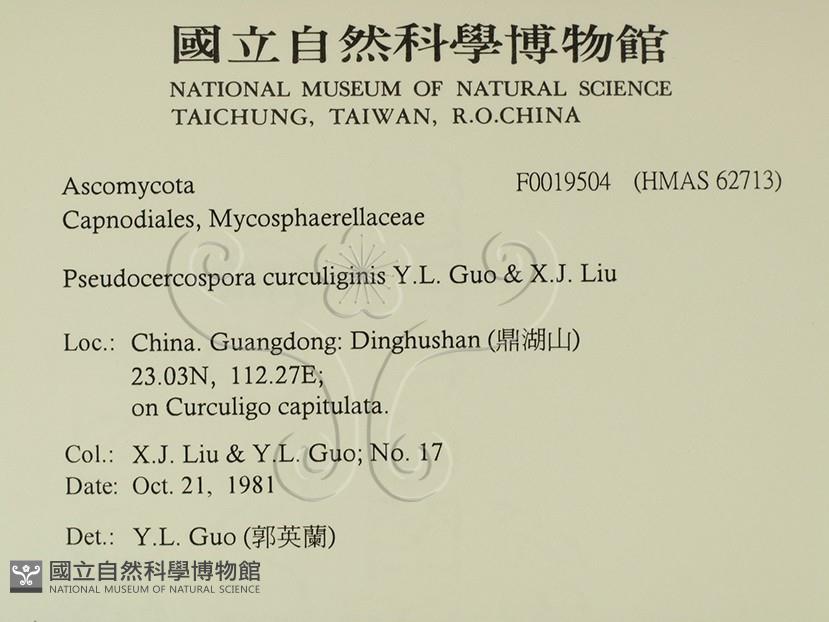 國立自然科學博物館
NATIONAL MUSEUM OF NATURAL SCIENCE
TAICHUNG, TAIWAN, R.O.CHINA
Ascomycota F0019504 (HMAS 62713)
Capnodiales, Mycosphaerellaceae
Pseudocercospora curculiginis Y.L. Guo & X.J. Liu
Loc.: China. Guangdong: Dinghushan (鼎湖山)
23.03N, 112.27E;
on Curculigo capitulata.
Col.: X.J. Liu & Y.L. Guo; No. 17
Date: Oct. 21, 1981
Det.: Y.L. Guo (郭英蘭)
國立自然科學博物館
NATIONAL MUSEUM OF NATURAL SCIENCE